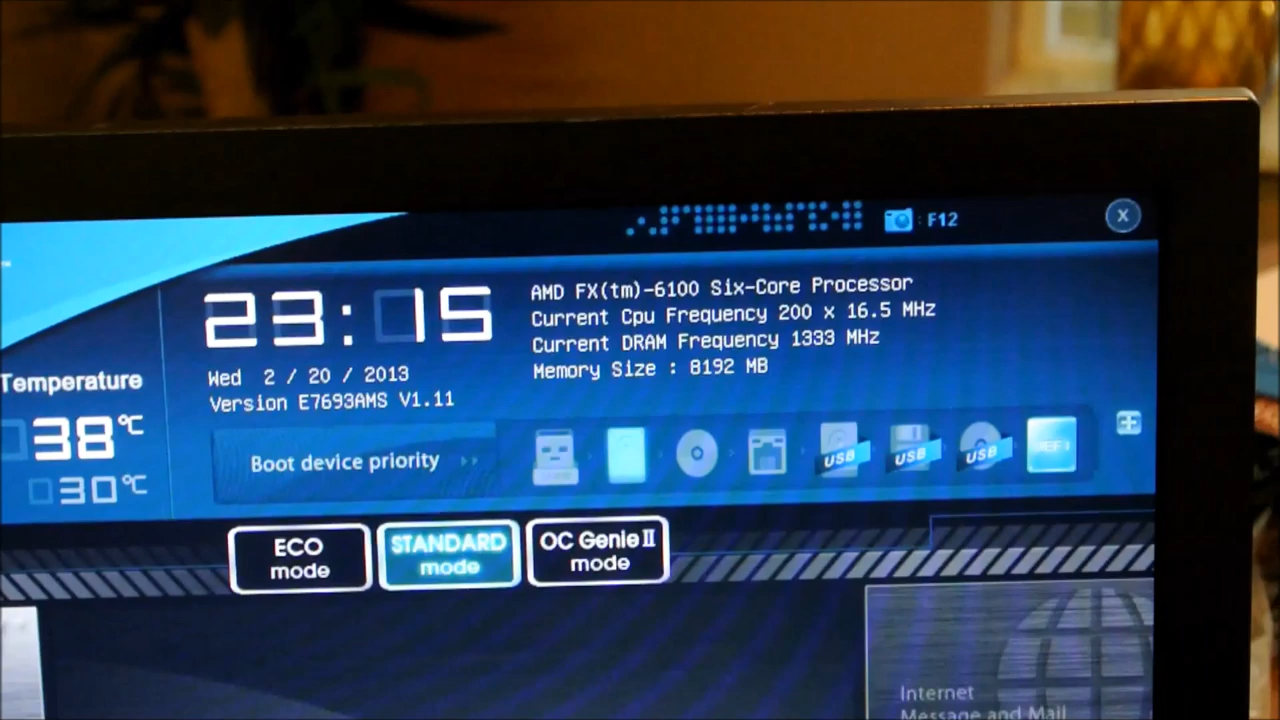 F12
X
23:15
AMD FX(tm)-6100 Six-Core Processor
Current Cpu Frequency 200 x 16.5 MHz
Current DRAM Frequency 1333 MHz
Memory Size : 8192 MB
Wed 2 / 20 / 2013
Version E7693AMS V1.11
Temperature
38°C
30°C
Boot device priority
USB
USB
USB
UEFI
ECO
mode
STANDARD
mode
OC Genie II
mode
Internet
Message and Mail